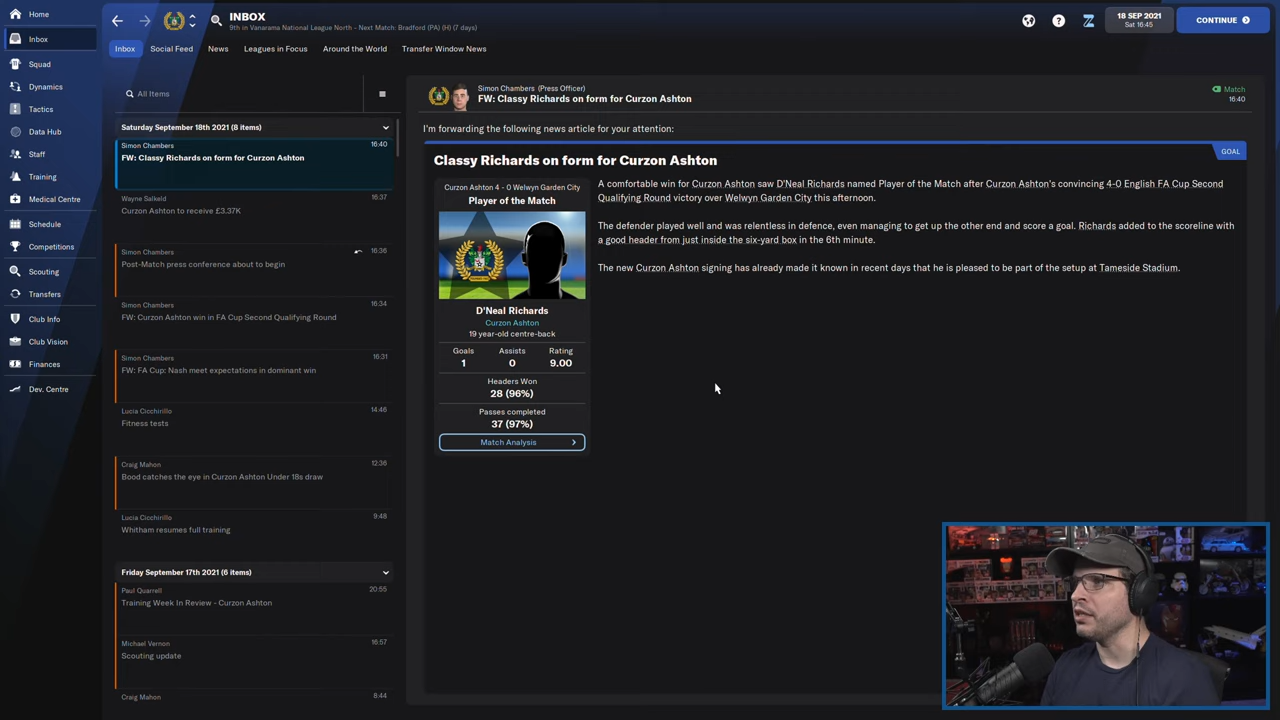 Home
Inbox
Squad
Dynamics
Tactics
Data Hub
Staff
Training
Medical Centre
Schedule
Competitions
Scouting
Transfers
Club Info
Club Vision
Finances
Dev. Centre
INBOX
9th in Vanarama National League North - Next Match: Bradford (PA) (H) (7 days)
18 SEP 2021
Sat 16:45
CONTINUE
Inbox
Social Feed
News
Leagues in Focus
Around the World
Transfer Window News
All Items
Saturday September 18th 2021 (8 items)
Simon Chambers 16:40
FW: Classy Richards on form for Curzon Ashton
Wayne Salkeld 16:37
Curzon Ashton to receive £3.37K
Simon Chambers 16:36
Post-Match press conference about to begin
Simon Chambers 16:34
FW: Curzon Ashton win in FA Cup Second Qualifying Round
Simon Chambers 16:31
FW: FA Cup: Nash meet expectations in dominant win
Lucia Cicchirillo 14:46
Fitness tests
Craig Mahon 12:36
Bood catches the eye in Curzon Ashton Under 18s draw
Lucia Cicchirillo 9:48
Whitham resumes full training
Friday September 17th 2021 (6 items)
Paul Quarrell 20:55
Training Week In Review - Curzon Ashton
Michael Vernon 16:57
Scouting update
Craig Mahon 8:44
Simon Chambers (Press Officer)
FW: Classy Richards on form for Curzon Ashton
Match
16:40
I'm forwarding the following news article for your attention:
Classy Richards on form for Curzon Ashton
GOAL
Curzon Ashton 4 - 0 Welwyn Garden City
Player of the Match
D'Neal Richards
Curzon Ashton
19 year-old centre-back
Goals Assists Rating
1 0 9.00
Headers Won
28 (96%)
Passes completed
37 (97%)
Match Analysis
A comfortable win for Curzon Ashton saw D'Neal Richards named Player of the Match after Curzon Ashton's convincing 4-0 English FA Cup Second
Qualifying Round victory over Welwyn Garden City this afternoon.
The defender played well and was relentless in defence, even managing to get up the other end and score a goal. Richards added to the scoreline with
a good header from just inside the six-yard box in the 6th minute.
The new Curzon Ashton signing has already made it known in recent days that he is pleased to be part of the setup at Tameside Stadium.